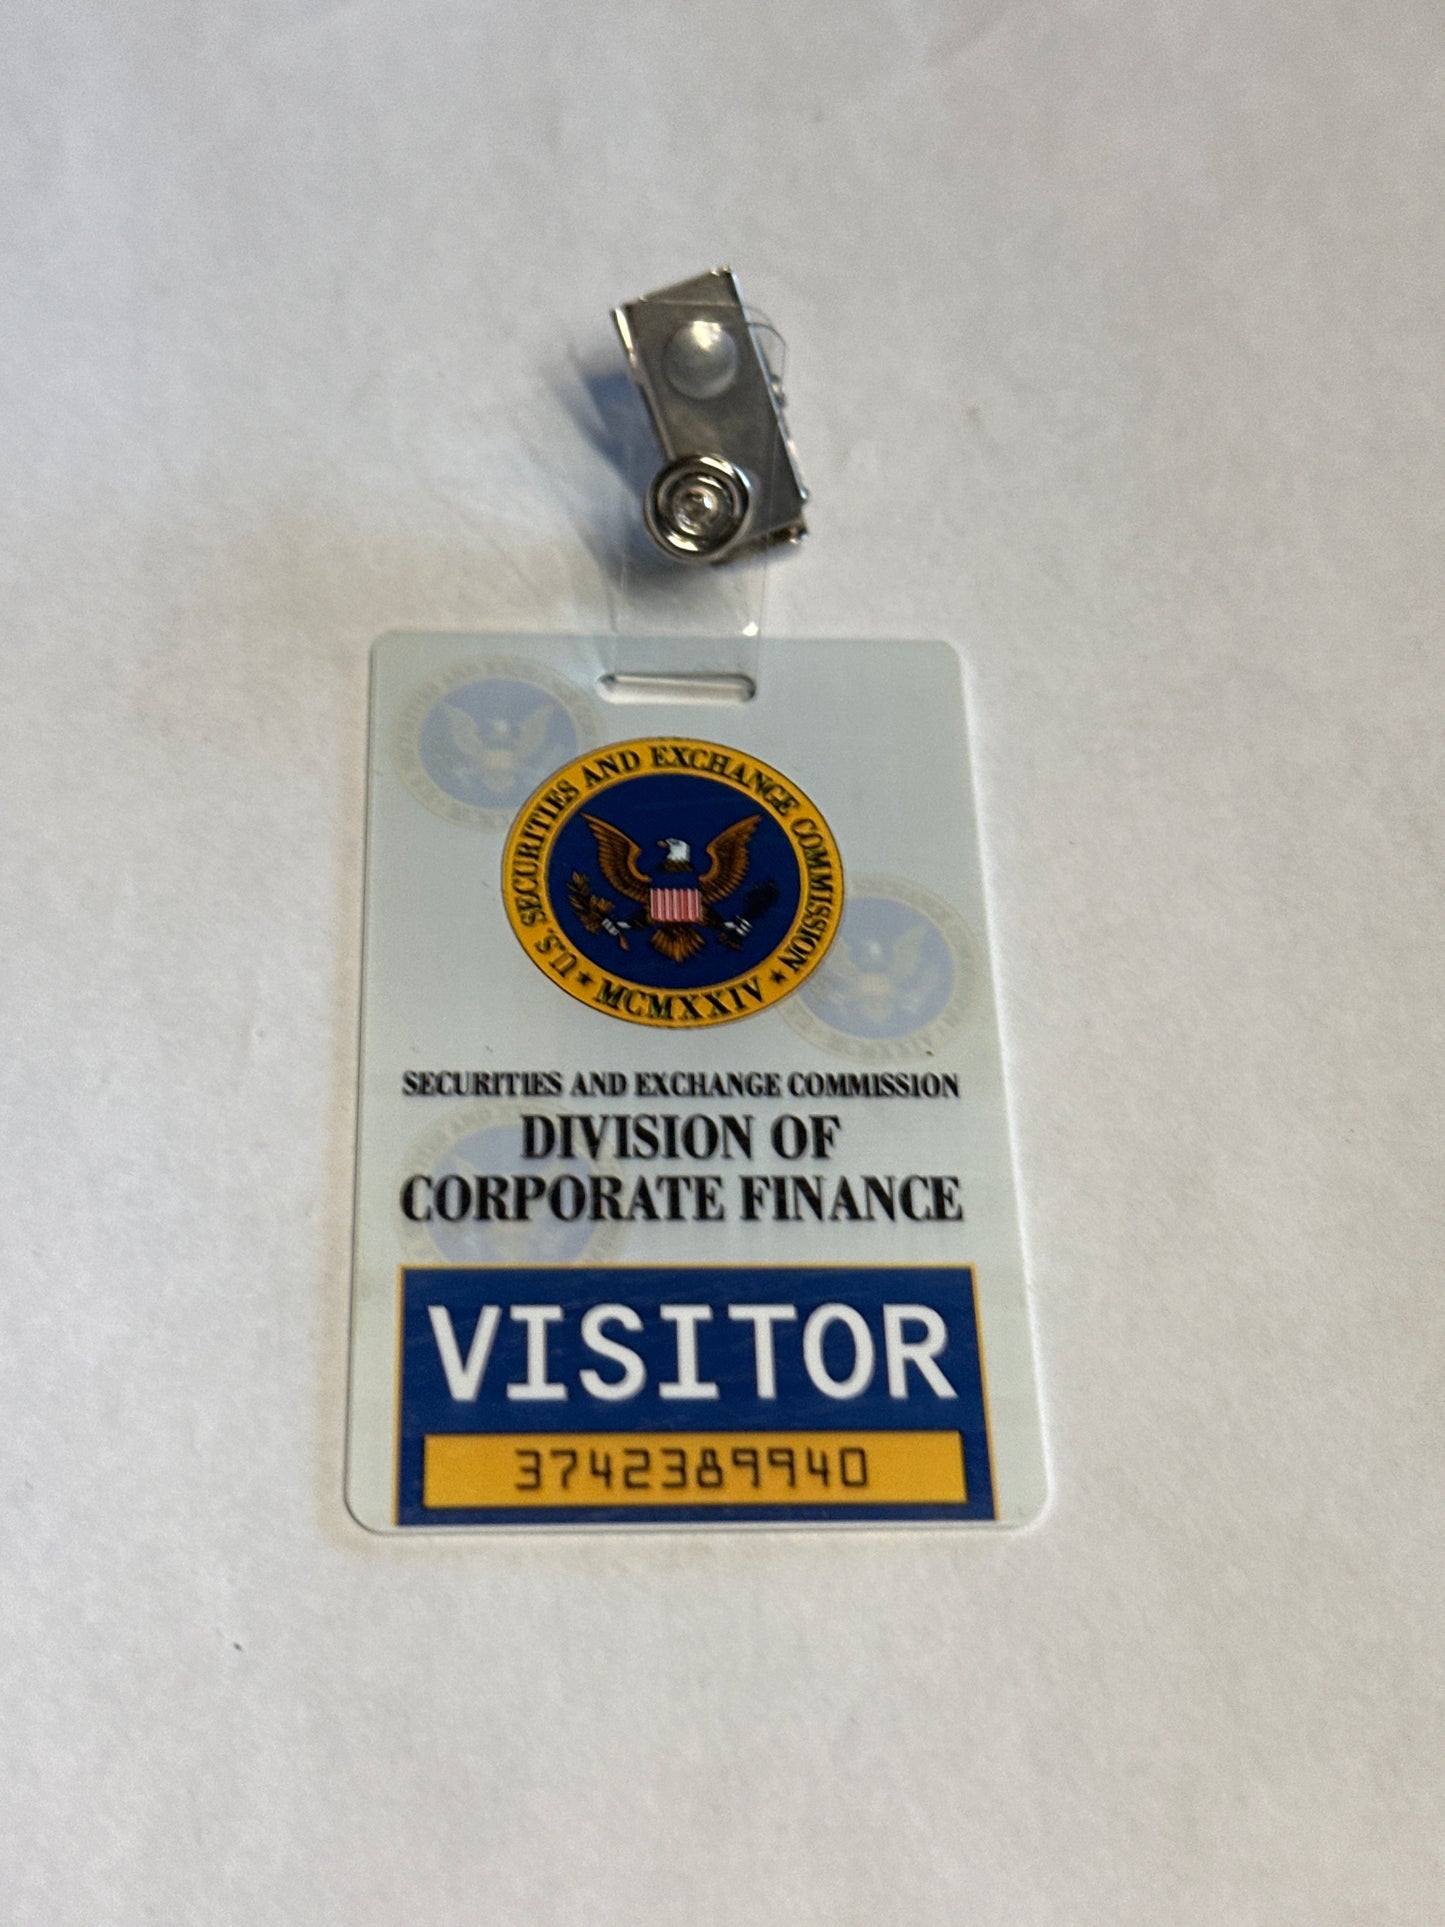 U.S. SECURITIES AND EXCHANGE COMMISSION
★ MCMXXXIV ★
SECURITIES AND EXCHANGE COMMISSION
DIVISION OF
CORPORATE FINANCE
VISITOR
3742389940